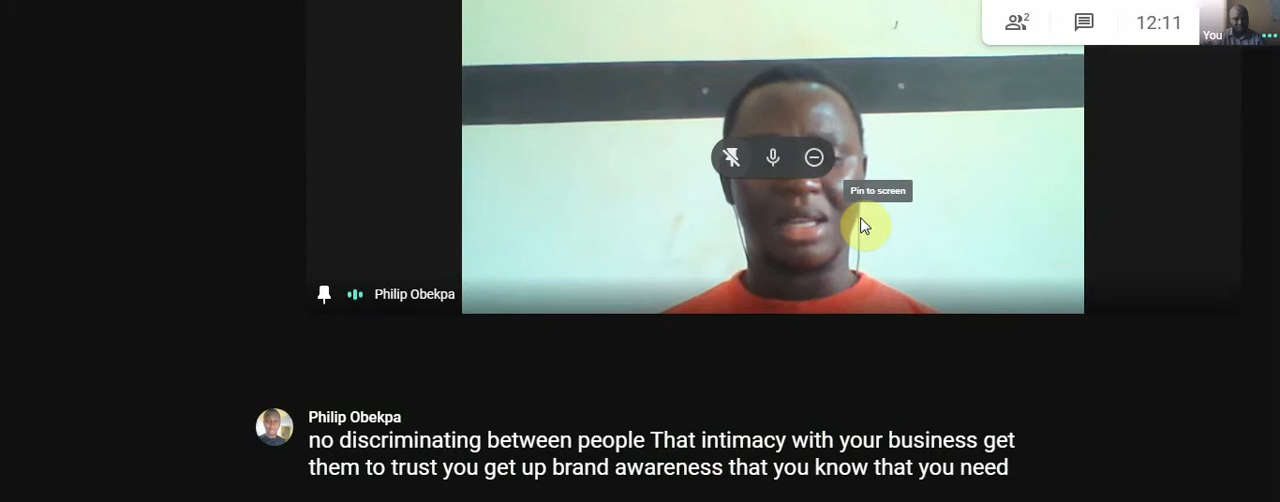 2
12:11
You
Pin to screen
Philip Obekpa
Philip Obekpa
no discriminating between people That intimacy with your business get
them to trust you get up brand awareness that you know that you need